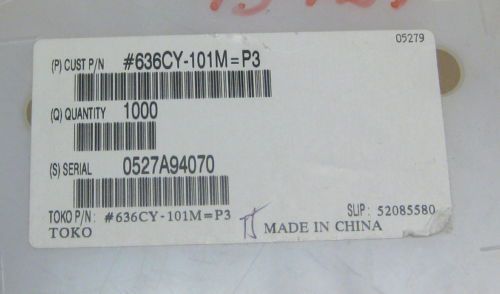 05279
(P) CUST P/N #636CY-101M=P3
(Q) QUANTITY 1000
(S) SERIAL 0527A94070
TOKO P/N: #636CY-101M=P3 SLIP: 52085580
TOKO MADE IN CHINA